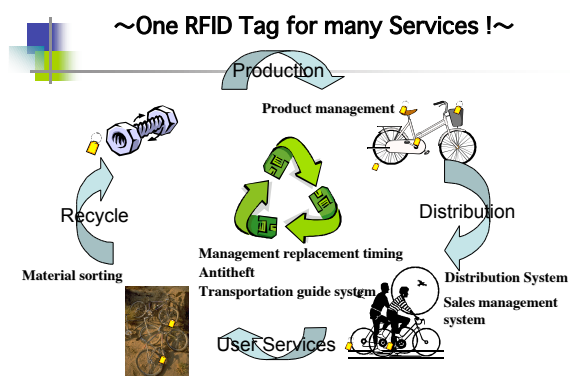 ～One RFID Tag for many Services !～
Production
Product management
Recycle
Distribution
Management replacement timing
Antitheft
Transportation guide system
Material sorting
Distribution System
Sales management
system
User Services